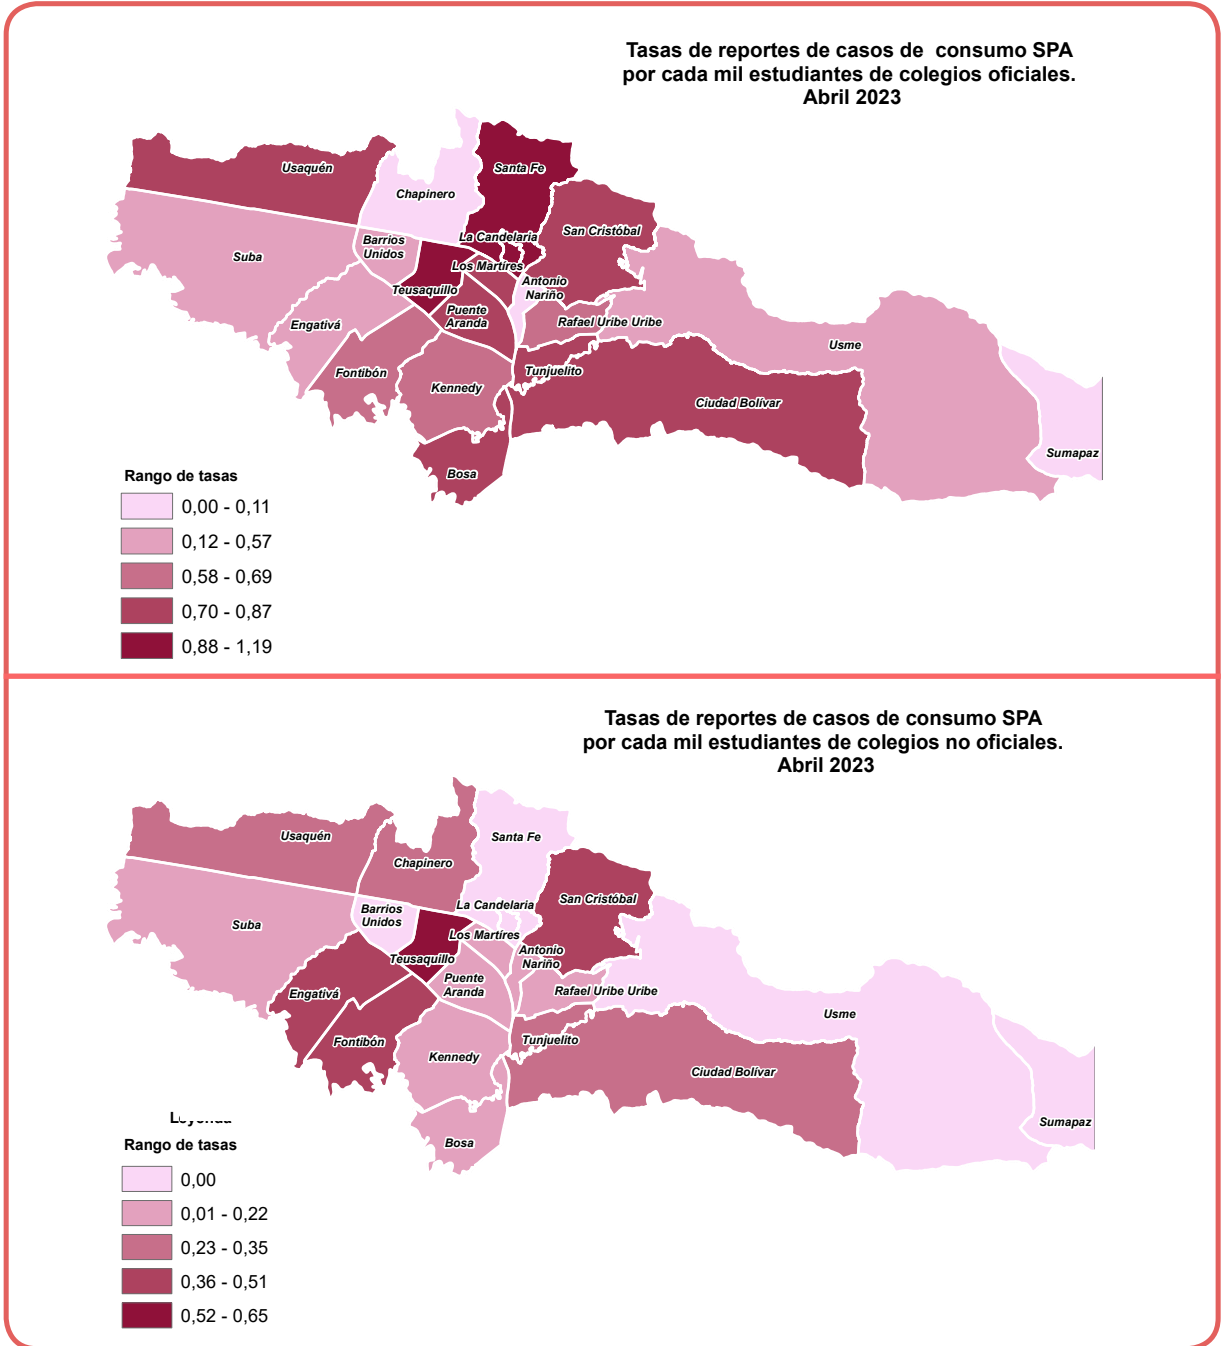 Tasas de reportes de casos de consumo SPA
por cada mil estudiantes de colegios oficiales.
Abril 2023
Usaquén
Santa Fe
Chapinero
San Cristóbal
La Candelaria
Barrios
Unidos
Suba
Los Martíres
Antonio
Nariño
Teusaquillo
Puente
Aranda
Rafael Uribe Uribe
Engativá
Usme
Fontibón
Tunjuelito
Kennedy
Ciudad Bolívar
Sumapaz
Bosa
Rango de tasas
0,00 - 0,11
0,12 - 0,57
0,58 - 0,69
0,70 - 0,87
0,88 - 1,19
Tasas de reportes de casos de consumo SPA
por cada mil estudiantes de colegios no oficiales.
Abril 2023
Usaquén
Santa Fe
Chapinero
San Cristóbal
La Candelaria
Barrios
Unidos
Suba
Los Martíres
Antonio
Nariño
Teusaquillo
Puente
Aranda
Rafael Uribe Uribe
Engativá
Usme
Fontibón
Tunjuelito
Kennedy
Ciudad Bolívar
Sumapaz
Bosa
Leyenda
Rango de tasas
0,00
0,01 - 0,22
0,23 - 0,35
0,36 - 0,51
0,52 - 0,65